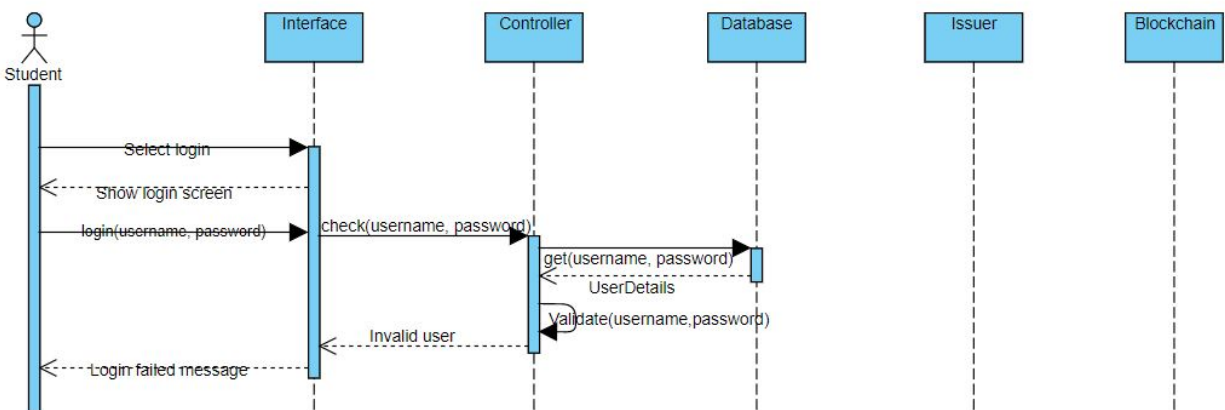 Interface
Controller
Database
Issuer
Blockchain
Student
Select login
Show login screen
login(username, password)
check(username, password)
get(username, password)
UserDetails
Validate(username,password)
Invalid user
Login failed message